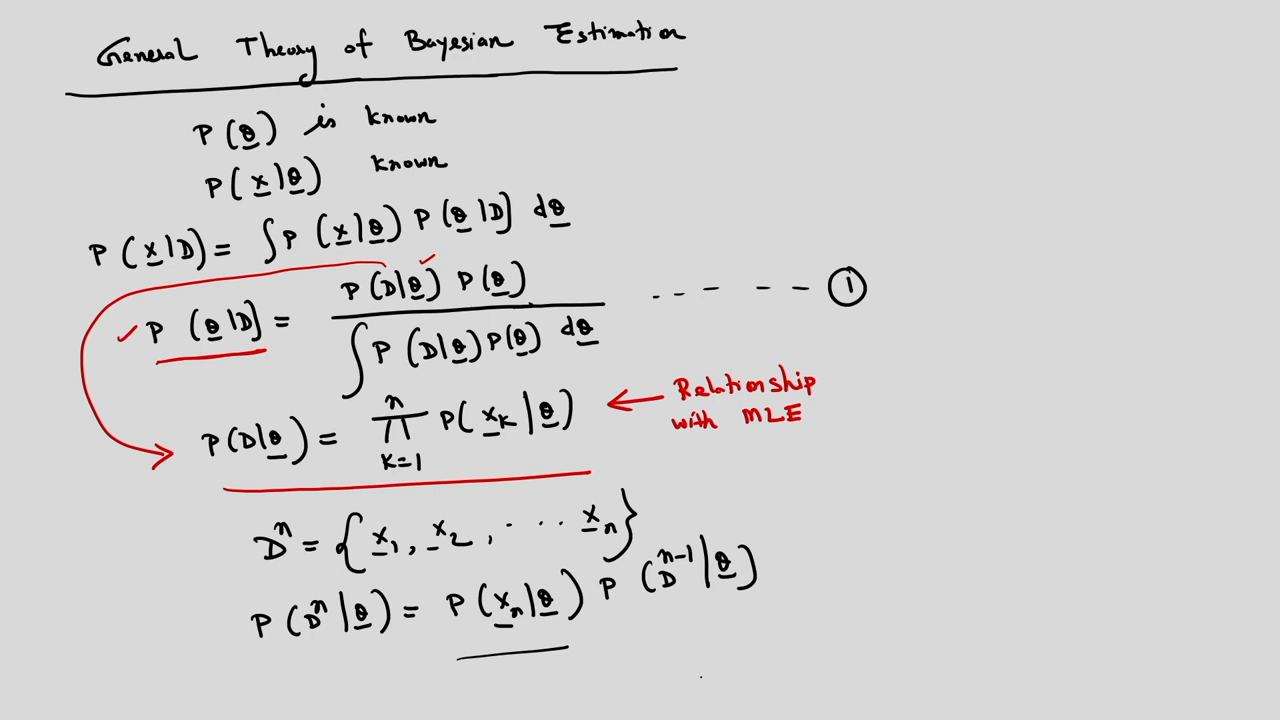 General Theory of Bayesian Estimation
P(θ) is known
P(x|θ) known
P(x|D) = ∫P(x|θ) P(θ|D] dθ
P(θ|D] = P(D|θ) P(θ) / ∫P(D|θ)P(θ) dθ ------ ①
P(D|θ) = ∏_{k=1}^{n} P(x_k|θ) ← Relationship
with MLE
D^n = {x_1, x_2, .... x_n}
P(D^n|θ) = P(x_n|θ) P(D^{n-1}|θ)